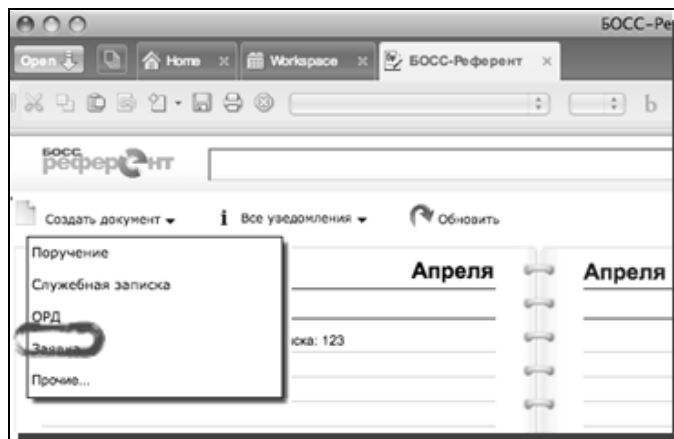 БОСС-Ре
Open Home Workspace БОСС-Референт
b
БОСС
референт
Создать документ i Все уведомления Обновить
Поручение
Служебная записка
ОРД
Заявка
Прочие...
Апреля Апреля
ска: 123